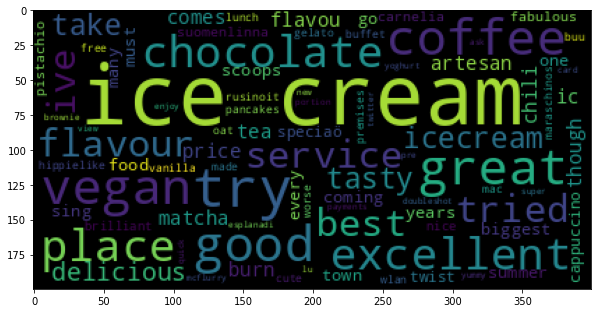 0
25
50
75
100
125
150
175
0 50 100 150 200 250 300 350
take
comes
lunch
flavou
go
carnelia
fabulous
suomenlinna
gelato
buffet
buu
pistachio
ive
free
many
must
chocolate
coffee
artesan
one
scoops
yoghurt
ask
card
ice cream
chili
ic
maraschinos
brownie
enjoy
rusinoit
pancakes
new
portion
twitter
premises
flavour
view
oat
tea
speciao
icecream
though
hippielike
food
vanilla
price
service
great
made
pro
vegan
try
every
worse
tasty
coming
mac
super
sing
matcha
best
years
doubleshot
tried
cappuccino
brilliant
esplanadi
payments
nice
biggest
place
good
excellent
quick
delicious
burn
lu
town
wlan
twist
summer
mcflurry
cute
yummy